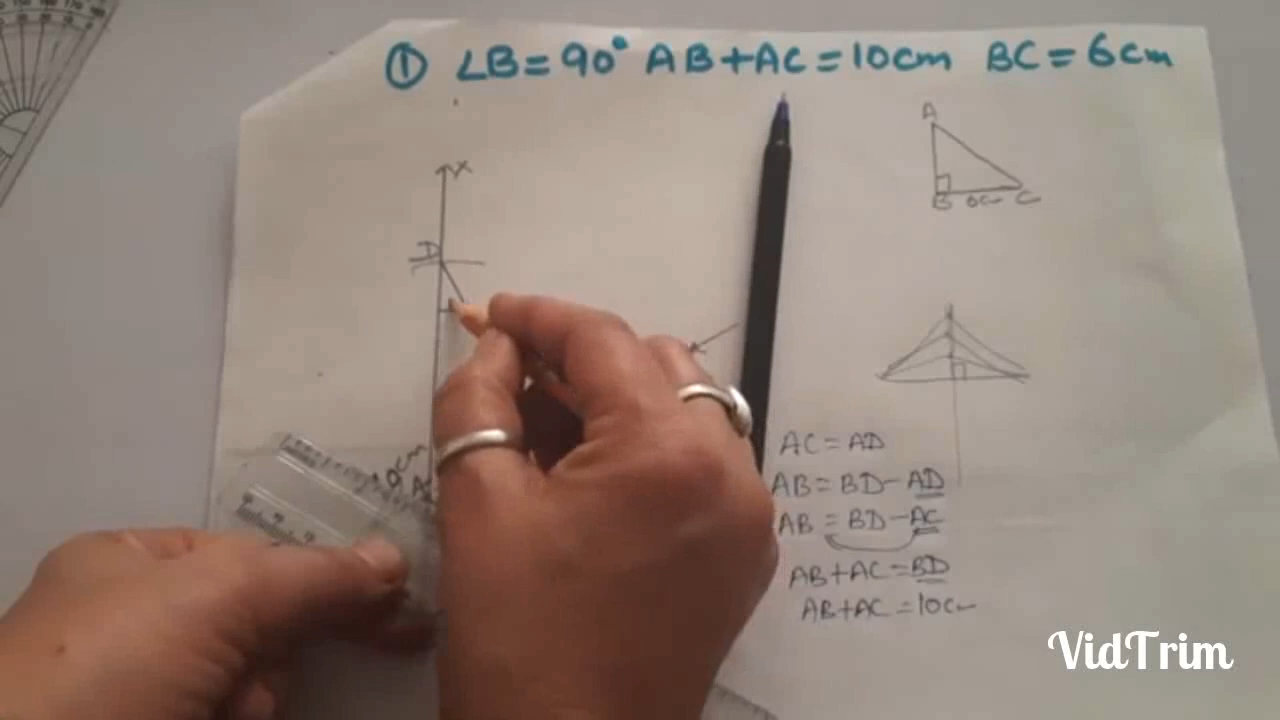 ① ∠B=90° AB+AC=10cm BC=6cm
A
X
B 6cm C
D
AC=AD
10cm
A
AB=BD-AD
AB=BD-AC
AB+AC=BD
AB+AC=10cm
VidTrim